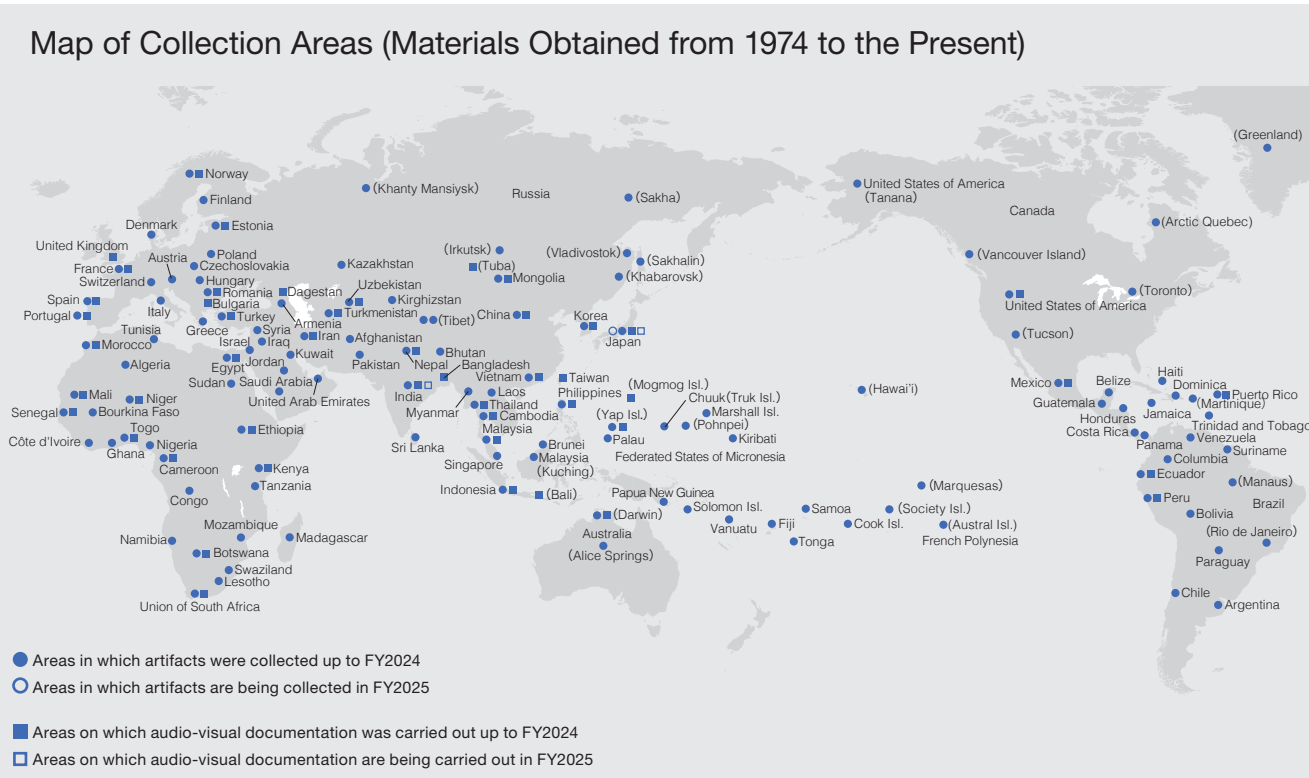 Map of Collection Areas (Materials Obtained from 1974 to the Present)
(Greenland)
Norway
(Khanty Mansiysk)
Russia
(Sakha)
United States of America
(Tanana)
Canada
Finland
(Arctic Quebec)
Denmark
Estonia
United Kingdom
Austria
Poland
(Irkutsk)
(Vladivostok)
(Sakhalin)
(Vancouver Island)
France
Czechoslovakia
Kazakhstan
(Tuba)
Mongolia
(Khabarovsk)
Switzerland
Hungary
Uzbekistan
Romania
Dagestan
Kirghizstan
(Toronto)
Spain
Italy
Bulgaria
United States of America
Portugal
Turkey
Armenia
Turkmenistan
China
Korea
(Tibet)
Tunisia
Greece
Syria
Iran
Afghanistan
Japan
(Tucson)
Morocco
Israel
Iraq
Kuwait
Pakistan
Nepal
Bhutan
Bangladesh
Algeria
Egypt
Jordan
Vietnam
Taiwan
(Mogmog Isl.)
(Hawai’i)
Mexico
Belize
Haiti
Dominica
Puerto Rico
Sudan
Saudi Arabia
India
Laos
Philippines
Chuuk(Truk Isl.)
Mali
Niger
United Arab Emirates
Myanmar
Thailand
Guatemala
Jamaica
(Martinique)
Senegal
Bourkina Faso
Cambodia
(Yap Isl.)
Marshall Isl.
(Pohnpei)
Honduras
Trinidad and Tobago
Togo
Ethiopia
Malaysia
Costa Rica
Côte d’Ivoire
Ghana
Nigeria
Sri Lanka
Brunei
Palau
Kiribati
Panama
Venezuela
Suriname
Cameroon
Kenya
Singapore
Malaysia
(Kuching)
Federated States of Micronesia
Columbia
Ecuador
Congo
Tanzania
Indonesia
(Bali)
Papua New Guinea
(Marquesas)
(Manaus)
Peru
Brazil
Solomon Isl.
Samoa
(Society Isl.)
(Darwin)
Bolivia
Mozambique
Australia
Vanuatu
Fiji
Cook Isl.
(Austral Isl.)
(Rio de Janeiro)
Namibia
Madagascar
Tonga
French Polynesia
Botswana
(Alice Springs)
Paraguay
Swaziland
Lesotho
Chile
Union of South Africa
Argentina
Areas in which artifacts were collected up to FY2024
Areas in which artifacts are being collected in FY2025
Areas on which audio-visual documentation was carried out up to FY2024
Areas on which audio-visual documentation are being carried out in FY2025